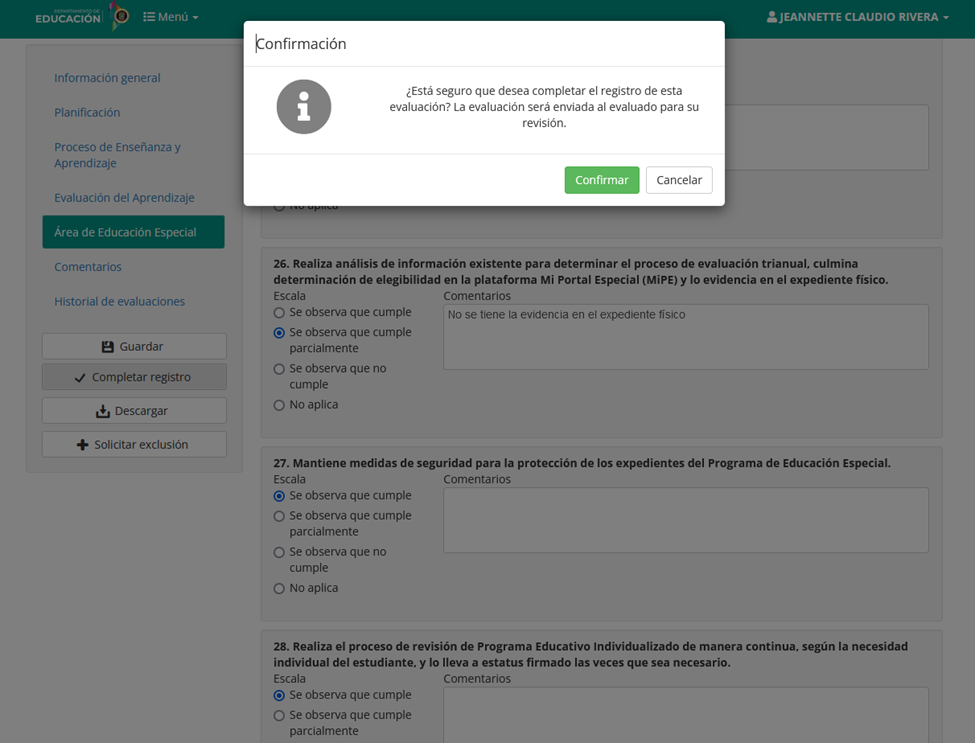 DEPARTAMENTO DE
EDUCACIÓN
Menú
JEANNETTE CLAUDIO RIVERA
Confirmación
¿Está seguro que desea completar el registro de esta
evaluación? La evaluación será enviada al evaluado para su
revisión.
Confirmar
Cancelar
Información general
Planificación
Proceso de Enseñanza y
Aprendizaje
Evaluación del Aprendizaje
Área de Educación Especial
Comentarios
Historial de evaluaciones
Guardar
Completar registro
Descargar
Solicitar exclusión
No aplica
26. Realiza análisis de información existente para determinar el proceso de evaluación trianual, culmina
determinación de elegibilidad en la plataforma Mi Portal Especial (MiPE) y lo evidencia en el expediente físico.
Escala
Comentarios
Se observa que cumple
No se tiene la evidencia en el expediente físico
Se observa que cumple
parcialmente
Se observa que no
cumple
No aplica
27. Mantiene medidas de seguridad para la protección de los expedientes del Programa de Educación Especial.
Escala
Comentarios
Se observa que cumple
Se observa que cumple
parcialmente
Se observa que no
cumple
No aplica
28. Realiza el proceso de revisión de Programa Educativo Individualizado de manera continua, según la necesidad
individual del estudiante, y lo lleva a estatus firmado las veces que sea necesario.
Escala
Comentarios
Se observa que cumple
Se observa que cumple
parcialmente